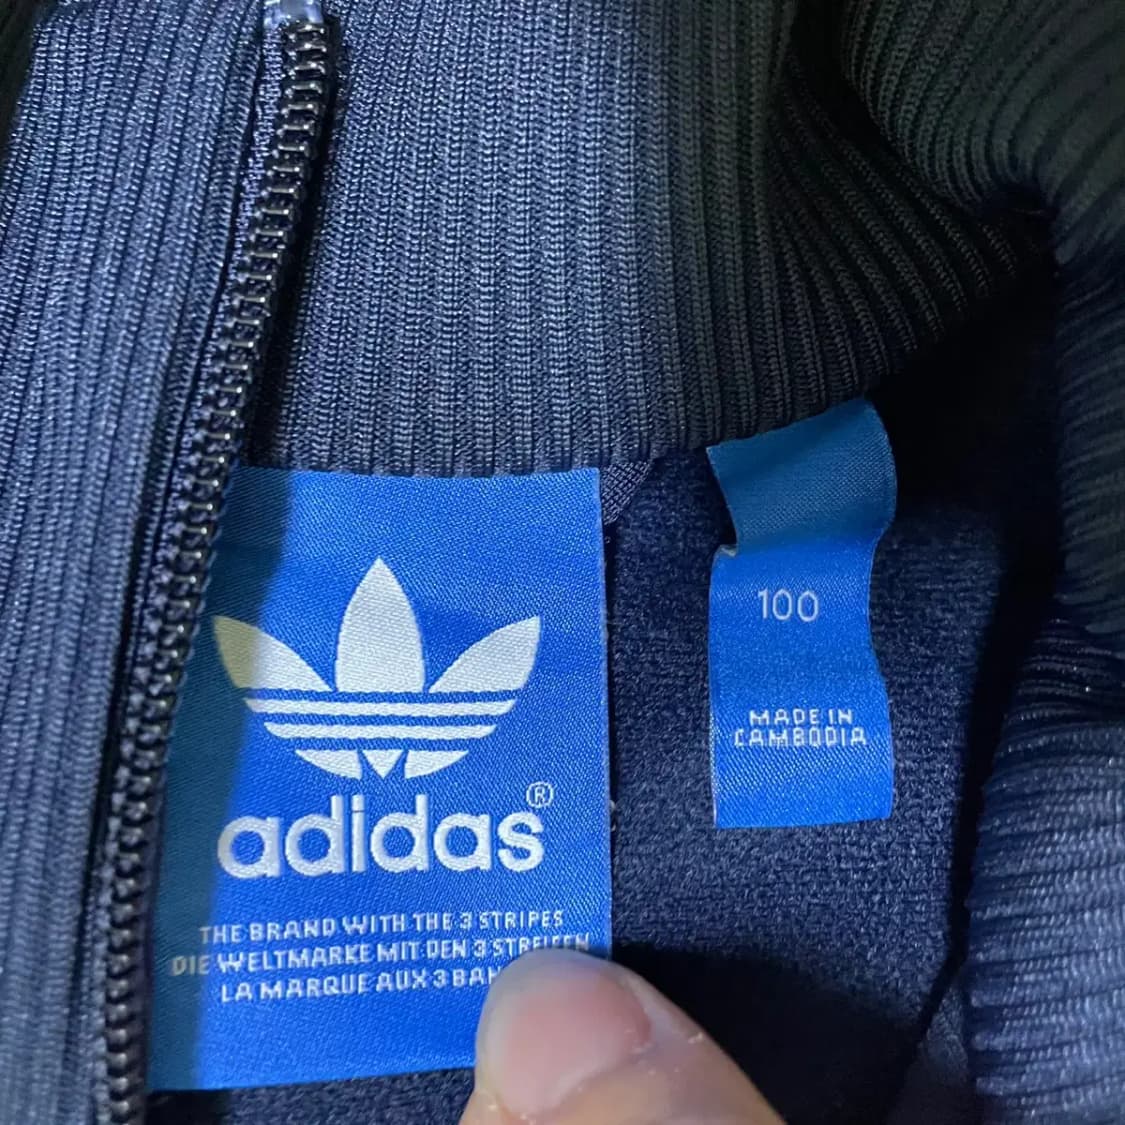 adidas®
THE BRAND WITH THE 3 STRIPES
DIE WELTMARKE MIT DEN 3 STREIFEN
LA MARQUE AUX 3
100
MADE IN
CAMBODIA